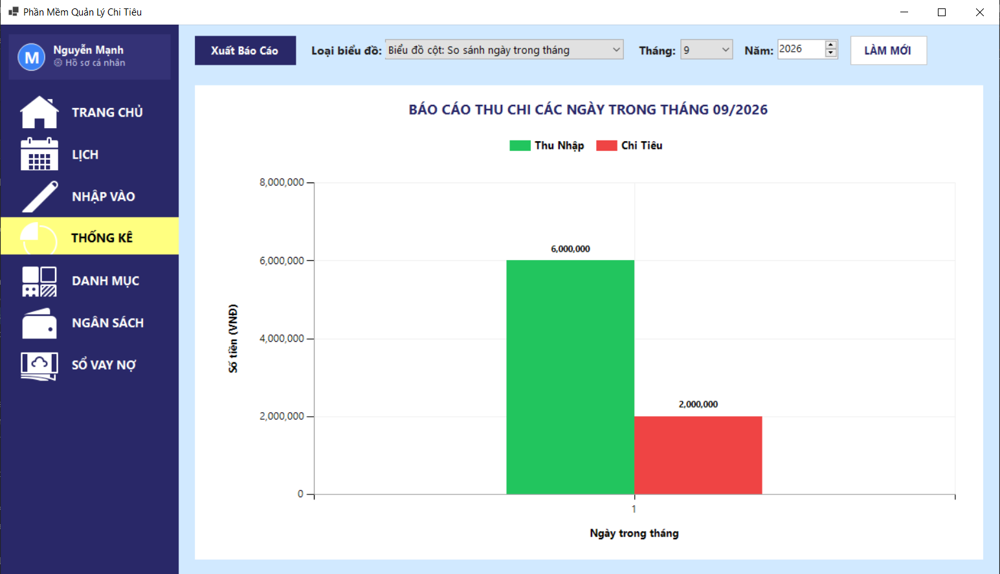 Phần Mềm Quản Lý Chi Tiêu
M
Nguyễn Mạnh
Hồ sơ cá nhân
TRANG CHỦ
LỊCH
NHẬP VÀO
THỐNG KÊ
DANH MỤC
NGÂN SÁCH
SỔ VAY NỢ
Xuất Báo Cáo
Loại biểu đồ: Biểu đồ cột: So sánh ngày trong tháng
Tháng: 9
Năm: 2026
LÀM MỚI
BÁO CÁO THU CHI CÁC NGÀY TRONG THÁNG 09/2026
Thu Nhập
Chi Tiêu
8,000,000
6,000,000
4,000,000
2,000,000
0
Số tiền (VNĐ)
6,000,000
2,000,000
1
Ngày trong tháng